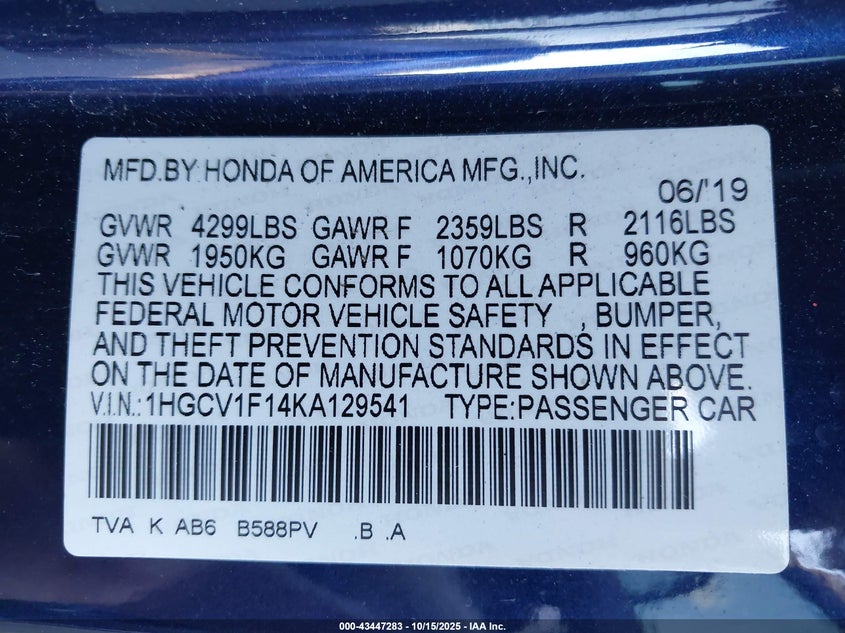 MFD.BY HONDA OF AMERICA MFG.,INC.
06/'19
GVWR 4299LBS GAWR F 2359LBS R 2116LBS
GVWR 1950KG GAWR F 1070KG R 960KG
THIS VEHICLE CONFORMS TO ALL APPLICABLE
FEDERAL MOTOR VEHICLE SAFETY , BUMPER,
AND THEFT PREVENTION STANDARDS IN EFFECT
ON THE DATE OF MANUFACTURE SHOWN ABOVE.
V.I.N.:1HGCV1F14KA129541 TYPE:PASSENGER CAR
TVA K AB6 B588PV .B .A
000-43447283 - 10/15/2025 - IAA Inc.